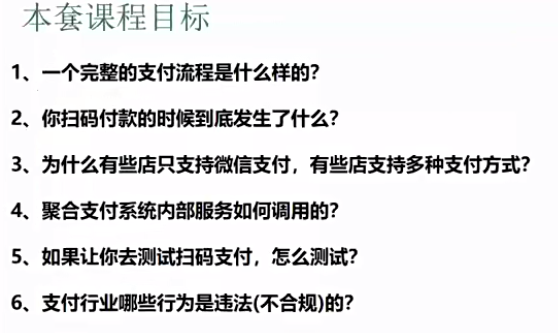 本套课程目标
1、一个完整的支付流程是什么样的？
2、你扫码付款的时候到底发生了什么？
3、为什么有些店只支持微信支付，有些店支持多种支付方式？
4、聚合支付系统内部服务如何调用的？
5、如果让你去测试扫码支付，怎么测试？
6、支付行业哪些行为是违法(不合规)的？